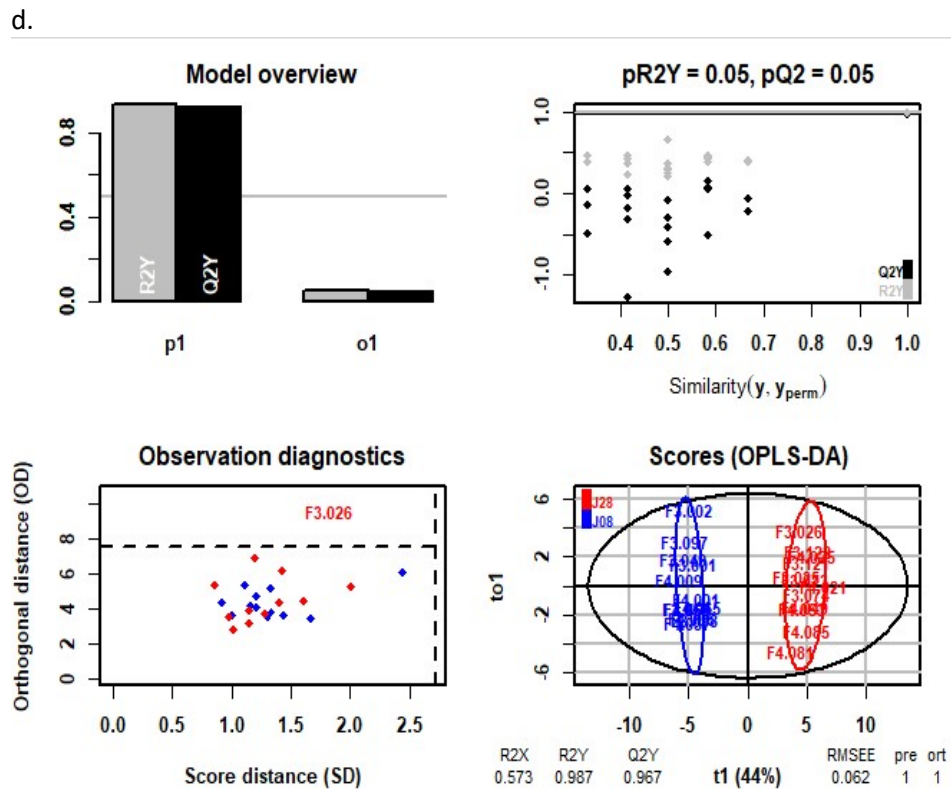 d.
Model overview
0.8
0.4
0.0
R2Y
Q2Y
p1
o1
pR2Y = 0.05, pQ2 = 0.05
1.0
0.0
-1.0
Q2Y
R2Y
0.4 0.5 0.6 0.7 0.8 0.9 1.0
Similarity(y, yperm)
Observation diagnostics
Orthogonal distance (OD)
8
6
4
2
0
F3.026
0.0 0.5 1.0 1.5 2.0 2.5
Score distance (SD)
Scores (OPLS-DA)
to1
6
2
-2
-6
J28
J08
F3.002
F3.097
F4.009
F4.001
F3.026
F4.085
F4.081
-10 -5 0 5 10
R2X R2Y Q2Y RMSEE pre ort
0.573 0.987 0.967 t1 (44%) 0.062 1 1